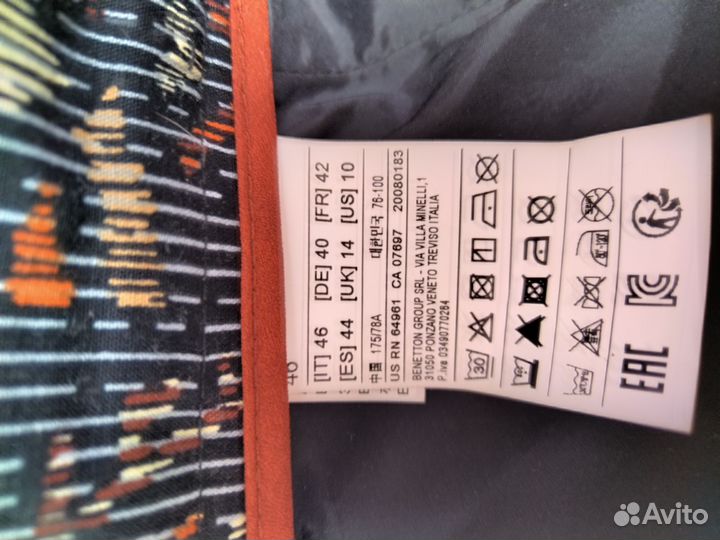 46
[IT] 46 [DE] 40 [FR] 42
[ES] 44 [UK] 14 [US] 10
中国 175/78A 대한민국 76-100
US RN 64961 CA 07697 20080183
BENETTON GROUP SRL - VIA VILLA MINELLI,1
31050 PONZANO VENETO TREVISO ITALIA
P.iva 03490770264
30
EAC
Avito